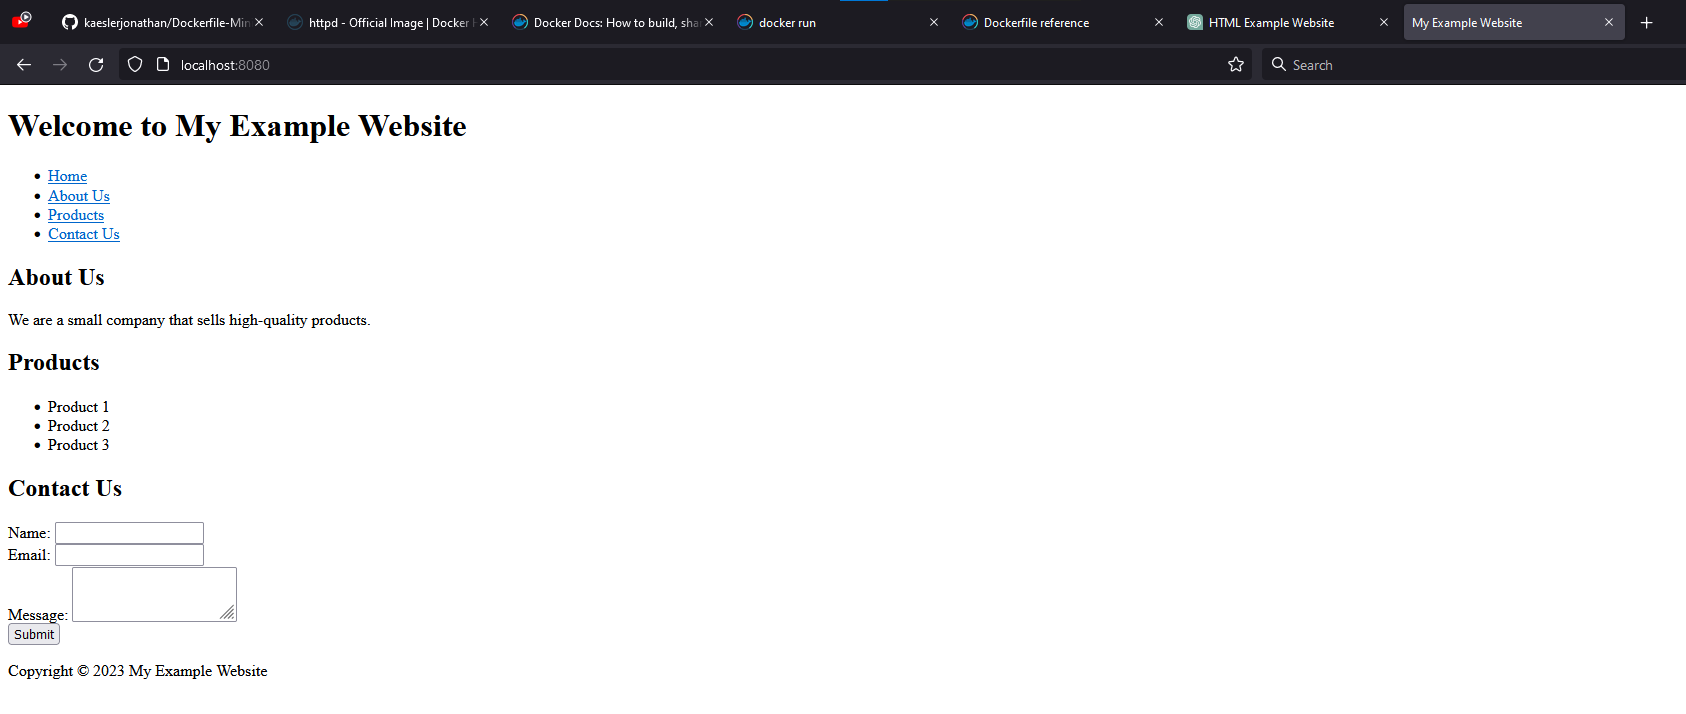 kaeslerjonathan/Dockerfile-Min
httpd - Official Image | Docker
Docker Docs: How to build, sha
docker run
Dockerfile reference
HTML Example Website
My Example Website
localhost:8080
Search
Welcome to My Example Website
Home
About Us
Products
Contact Us
About Us
We are a small company that sells high-quality products.
Products
Product 1
Product 2
Product 3
Contact Us
Name:
Email:
Message:
Submit
Copyright © 2023 My Example Website